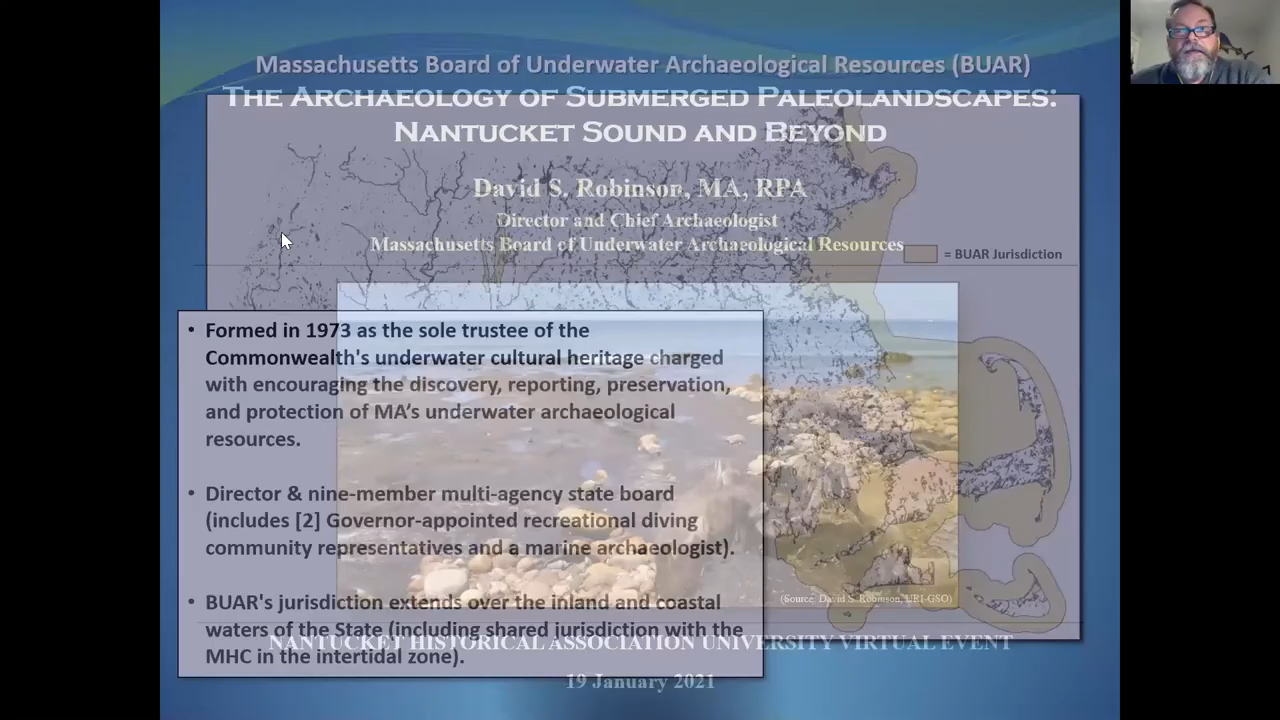 Massachusetts Board of Underwater Archaeological Resources (BUAR)
The Archaeology of Submerged Paleolandscapes:
Nantucket Sound and Beyond
David S. Robinson, MA, RPA
Director and Chief Archaeologist
Massachusetts Board of Underwater Archaeological Resources
= BUAR Jurisdiction
• Formed in 1973 as the sole trustee of the
Commonwealth's underwater cultural heritage charged
with encouraging the discovery, reporting, preservation,
and protection of MA’s underwater archaeological
resources.
• Director & nine-member multi-agency state board
(includes [2] Governor-appointed recreational diving
community representatives and a marine archaeologist).
• BUAR's jurisdiction extends over the inland and coastal
waters of the State (including shared jurisdiction with the
MHC in the intertidal zone).
(Source: David S. Robinson, URI-GSO)
NANTUCKET HISTORICAL ASSOCIATION UNIVERSITY VIRTUAL EVENT
19 January 2021